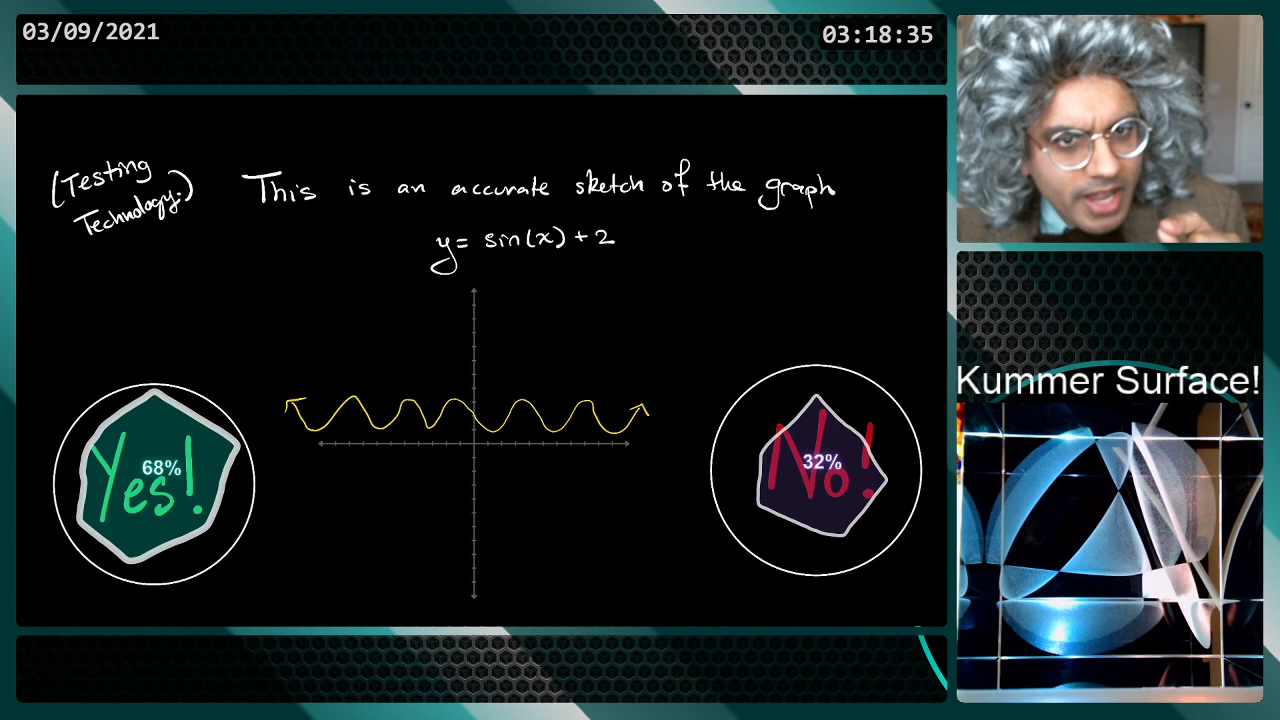 03/09/2021
03:18:35
(Testing
Technology.)
This is an accurate sketch of the graph
y = sin(x) + 2
Yes!
68%
No!
32%
Kummer Surface!